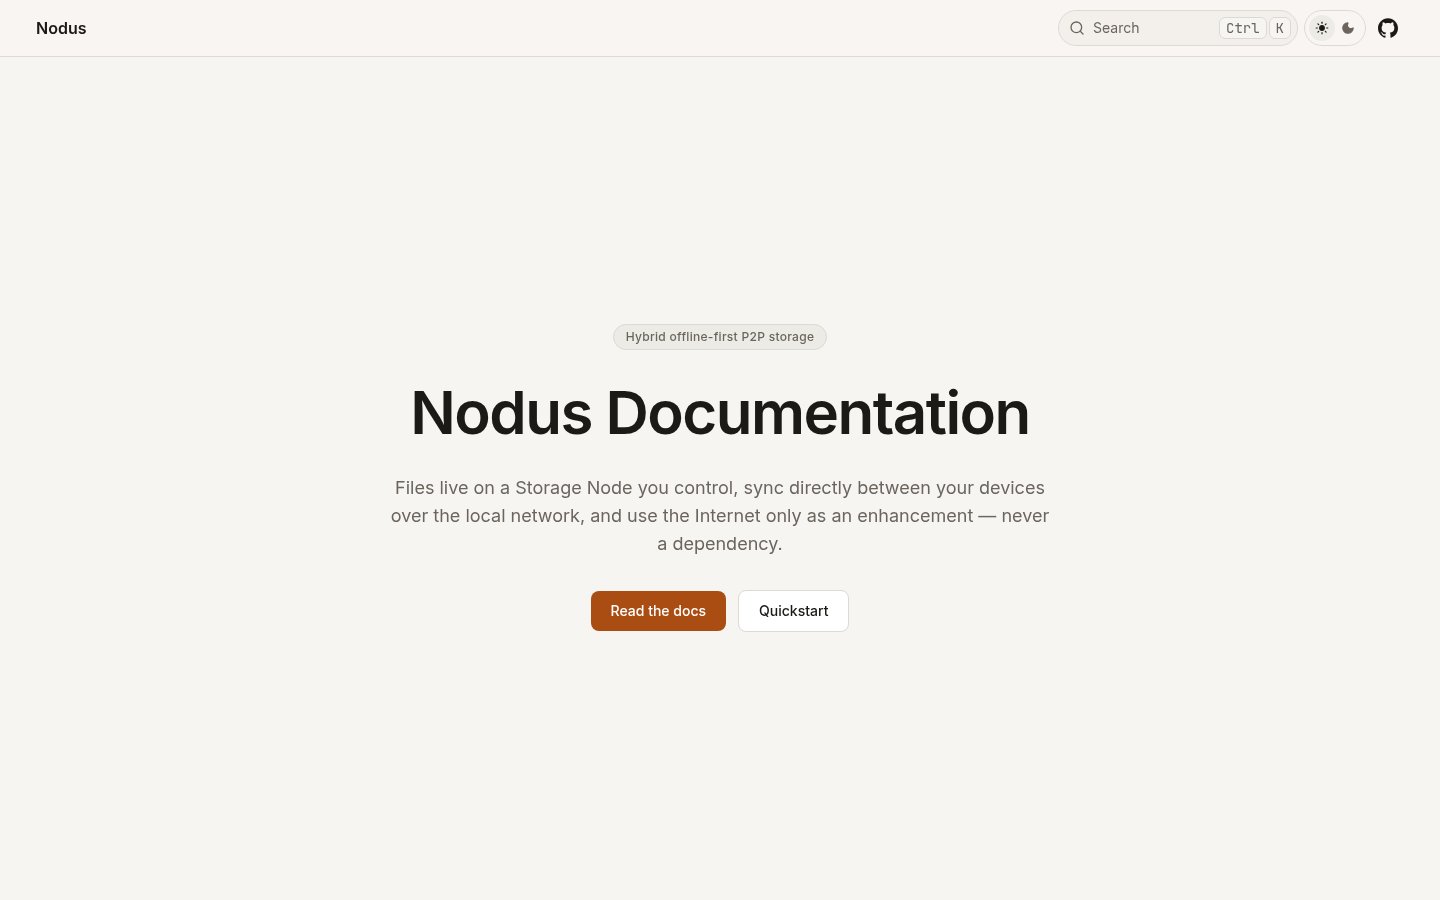 Nodus
Search
Ctrl K
Hybrid offline-first P2P storage
Nodus Documentation
Files live on a Storage Node you control, sync directly between your devices
over the local network, and use the Internet only as an enhancement — never
a dependency.
Read the docs
Quickstart